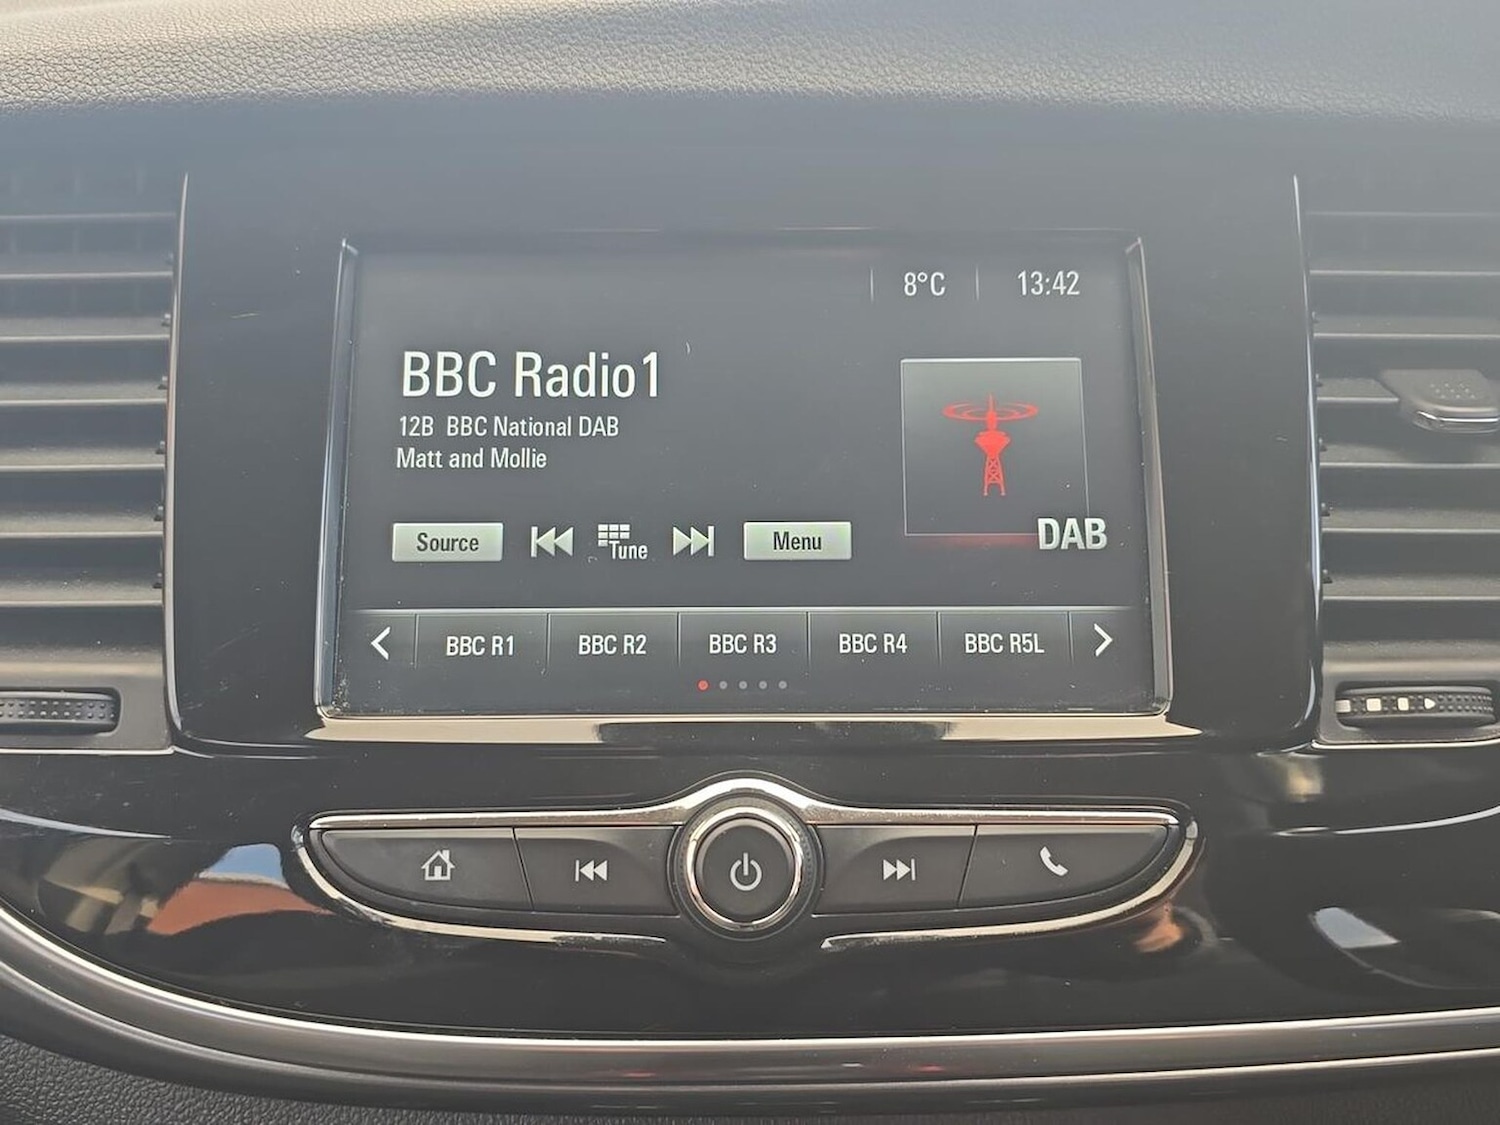 8°C 13:42
BBC Radio1
12B BBC National DAB
Matt and Mollie
Source Tune Menu
DAB
BBC R1 BBC R2 BBC R3 BBC R4 BBC R5L